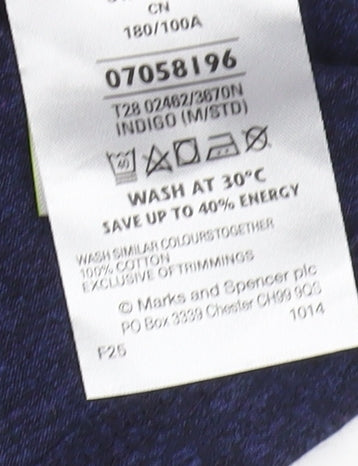 CN
180/100A
07058196
T28 02462/3670N
INDIGO (M/STD)
40
WASH AT 30°C
SAVE UP TO 40% ENERGY
WASH SIMILAR COLOURS TOGETHER
100% COTTON
EXCLUSIVE OF TRIMMINGS
© Marks and Spencer plc
PO Box 3339 Chester CH99 9QS
1014
F25